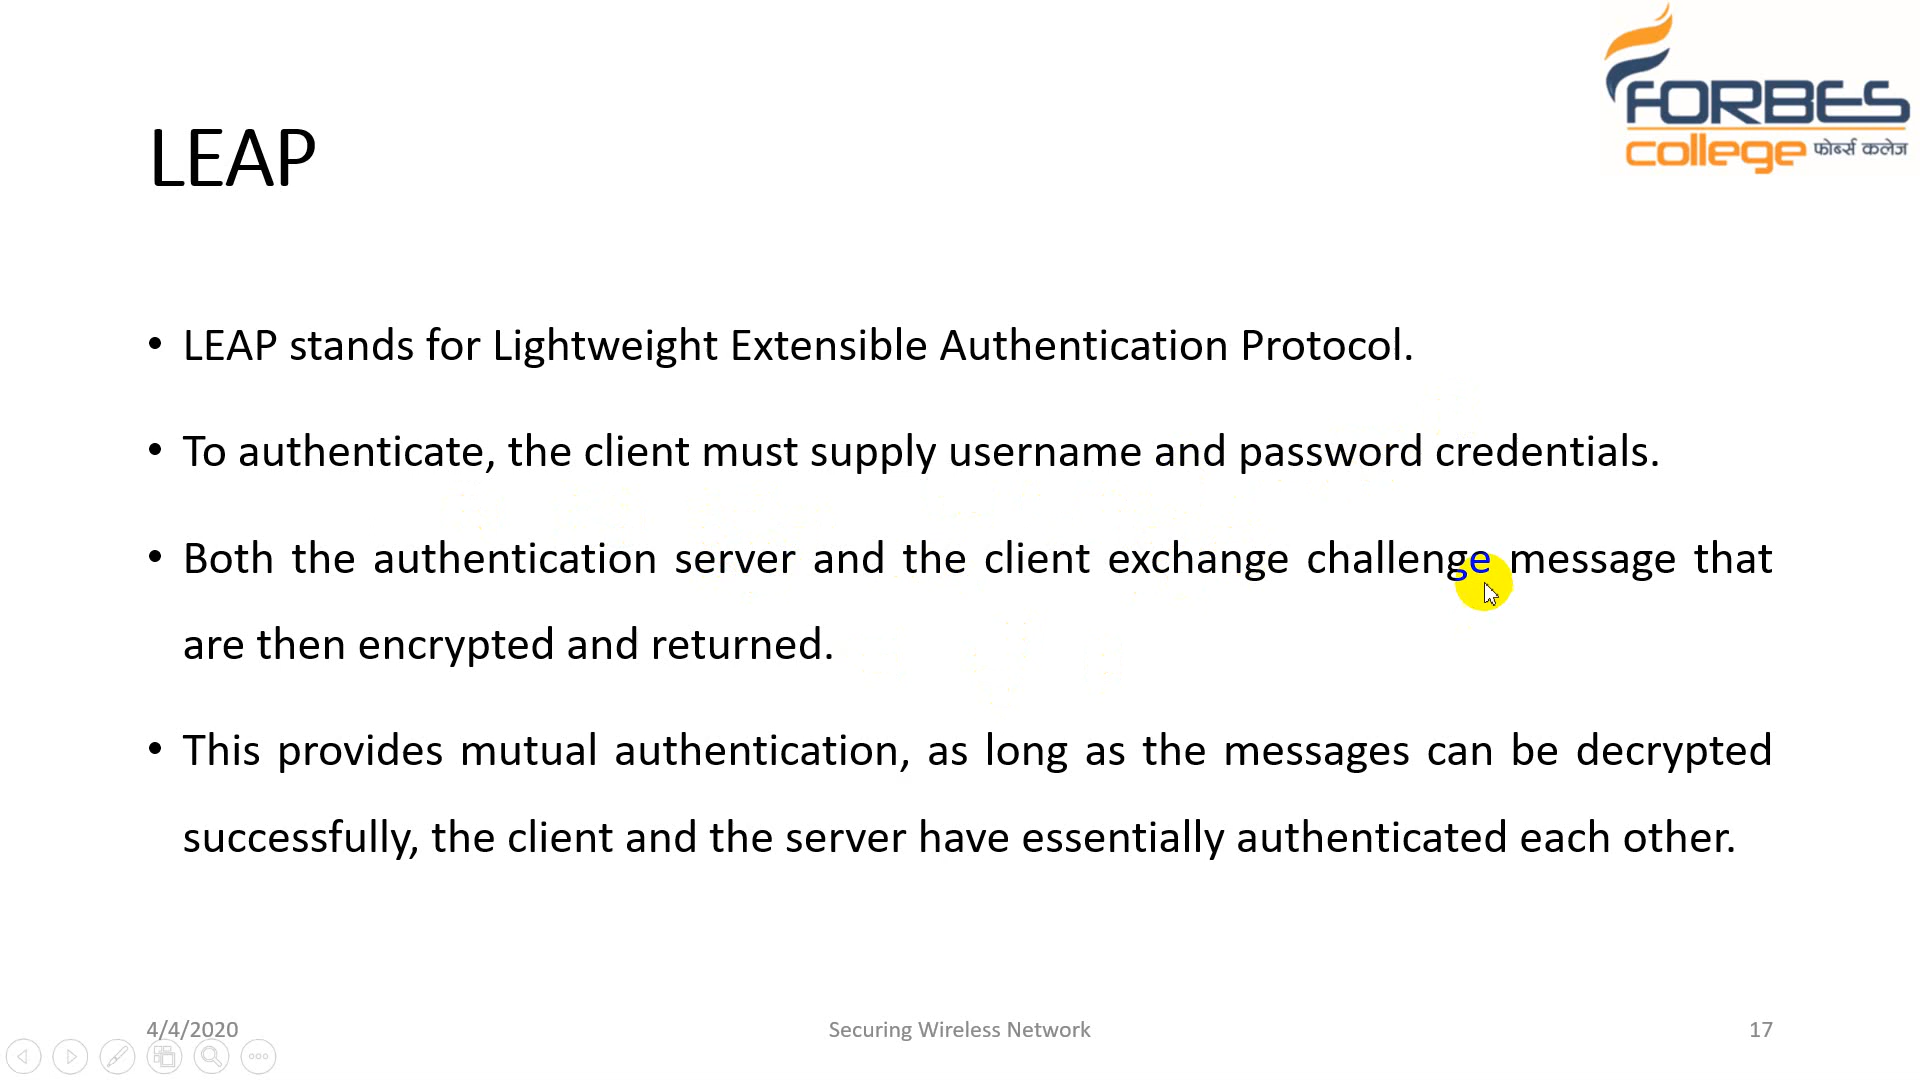 FORBES
college फोर्ब्स कलेज
LEAP
• LEAP stands for Lightweight Extensible Authentication Protocol.
• To authenticate, the client must supply username and password credentials.
• Both the authentication server and the client exchange challenge message that
are then encrypted and returned.
• This provides mutual authentication, as long as the messages can be decrypted
successfully, the client and the server have essentially authenticated each other.
4/4/2020
Securing Wireless Network
17